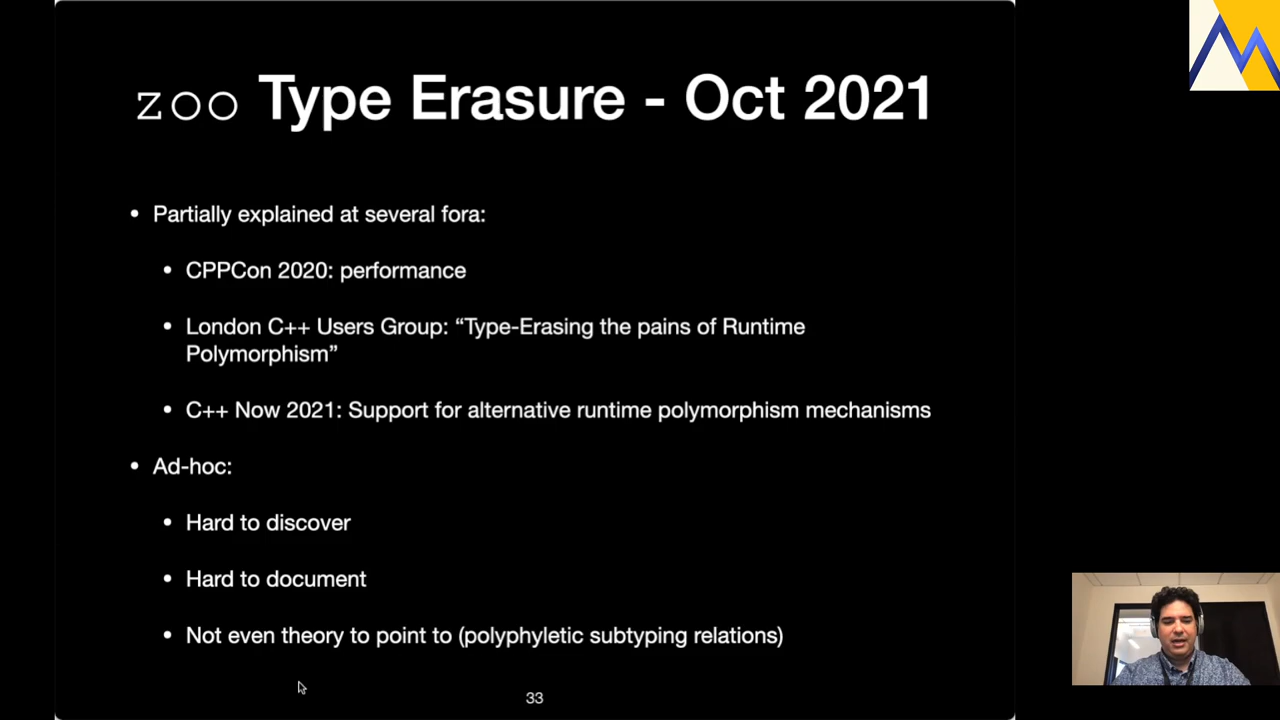 zoo Type Erasure - Oct 2021
• Partially explained at several fora:
• CPPCon 2020: performance
• London C++ Users Group: “Type-Erasing the pains of Runtime
Polymorphism”
• C++ Now 2021: Support for alternative runtime polymorphism mechanisms
• Ad-hoc:
• Hard to discover
• Hard to document
• Not even theory to point to (polyphyletic subtyping relations)
33